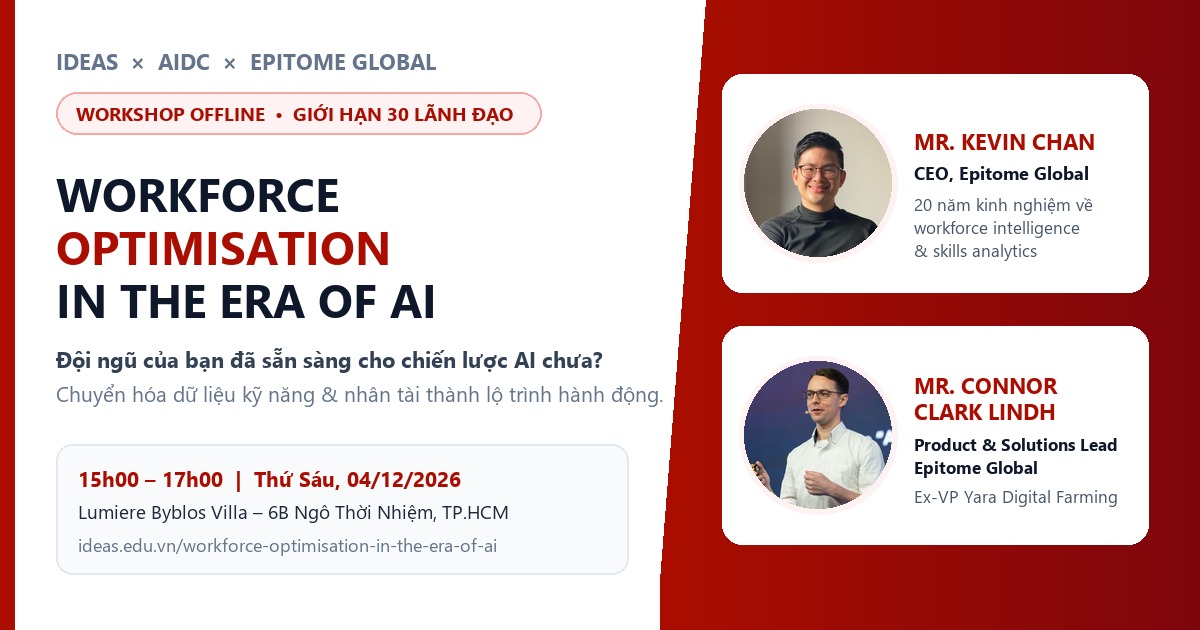 IDEAS × AIDC × EPITOME GLOBAL
WORKSHOP OFFLINE • GIỚI HẠN 30 LÃNH ĐẠO
WORKFORCE
OPTIMISATION
IN THE ERA OF AI
Đội ngũ của bạn đã sẵn sàng cho chiến lược AI chưa?
Chuyển hóa dữ liệu kỹ năng & nhân tài thành lộ trình hành động.
15h00 – 17h00 | Thứ Sáu, 04/12/2026
Lumiere Byblos Villa – 6B Ngô Thời Nhiệm, TP.HCM
ideas.edu.vn/workforce-optimisation-in-the-era-of-ai
MR. KEVIN CHAN
CEO, Epitome Global
20 năm kinh nghiệm về
workforce intelligence
& skills analytics
MR. CONNOR
CLARK LINDH
Product & Solutions Lead
Epitome Global
Ex-VP Yara Digital Farming